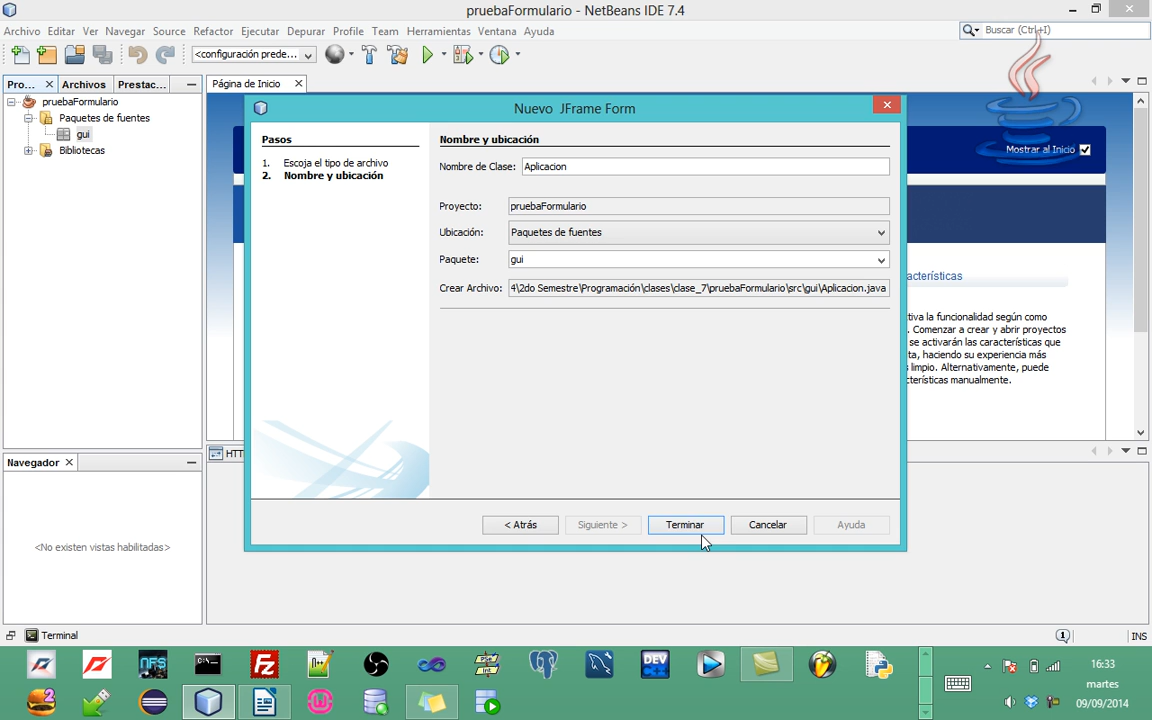 pruebaFormulario - NetBeans IDE 7.4
Archivo Editar Ver Navegar Source Refactor Ejecutar Depurar Profile Team Herramientas Ventana Ayuda
Buscar (Ctrl+I)
<configuración prede...
Pro... Archivos Prestac... Página de Inicio
pruebaFormulario
Paquetes de fuentes
gui
Bibliotecas
Mostrar al Inicio
Nuevo JFrame Form
Pasos
1. Escoja el tipo de archivo
2. Nombre y ubicación
Nombre y ubicación
Nombre de Clase: Aplicacion
Proyecto: pruebaFormulario
Ubicación: Paquetes de fuentes
Paquete: gui
Crear Archivo: 4\2do Semestre\Programación\clases\clase_7\pruebaFormulario\src\gui\Aplicacion.java
acterísticas
tiva la funcionalidad según como
. Comenzar a crear y abrir proyectos
se activarán las características que
ta, haciendo su experiencia más
limpio. Alternativamente, puede
cterísticas manualmente.
HTT
Navegador
<No existen vistas habilitadas>
< Atrás Siguiente > Terminar Cancelar Ayuda
Terminal
1
INS
NFS
DEV
C++
2
16:33
martes
09/09/2014